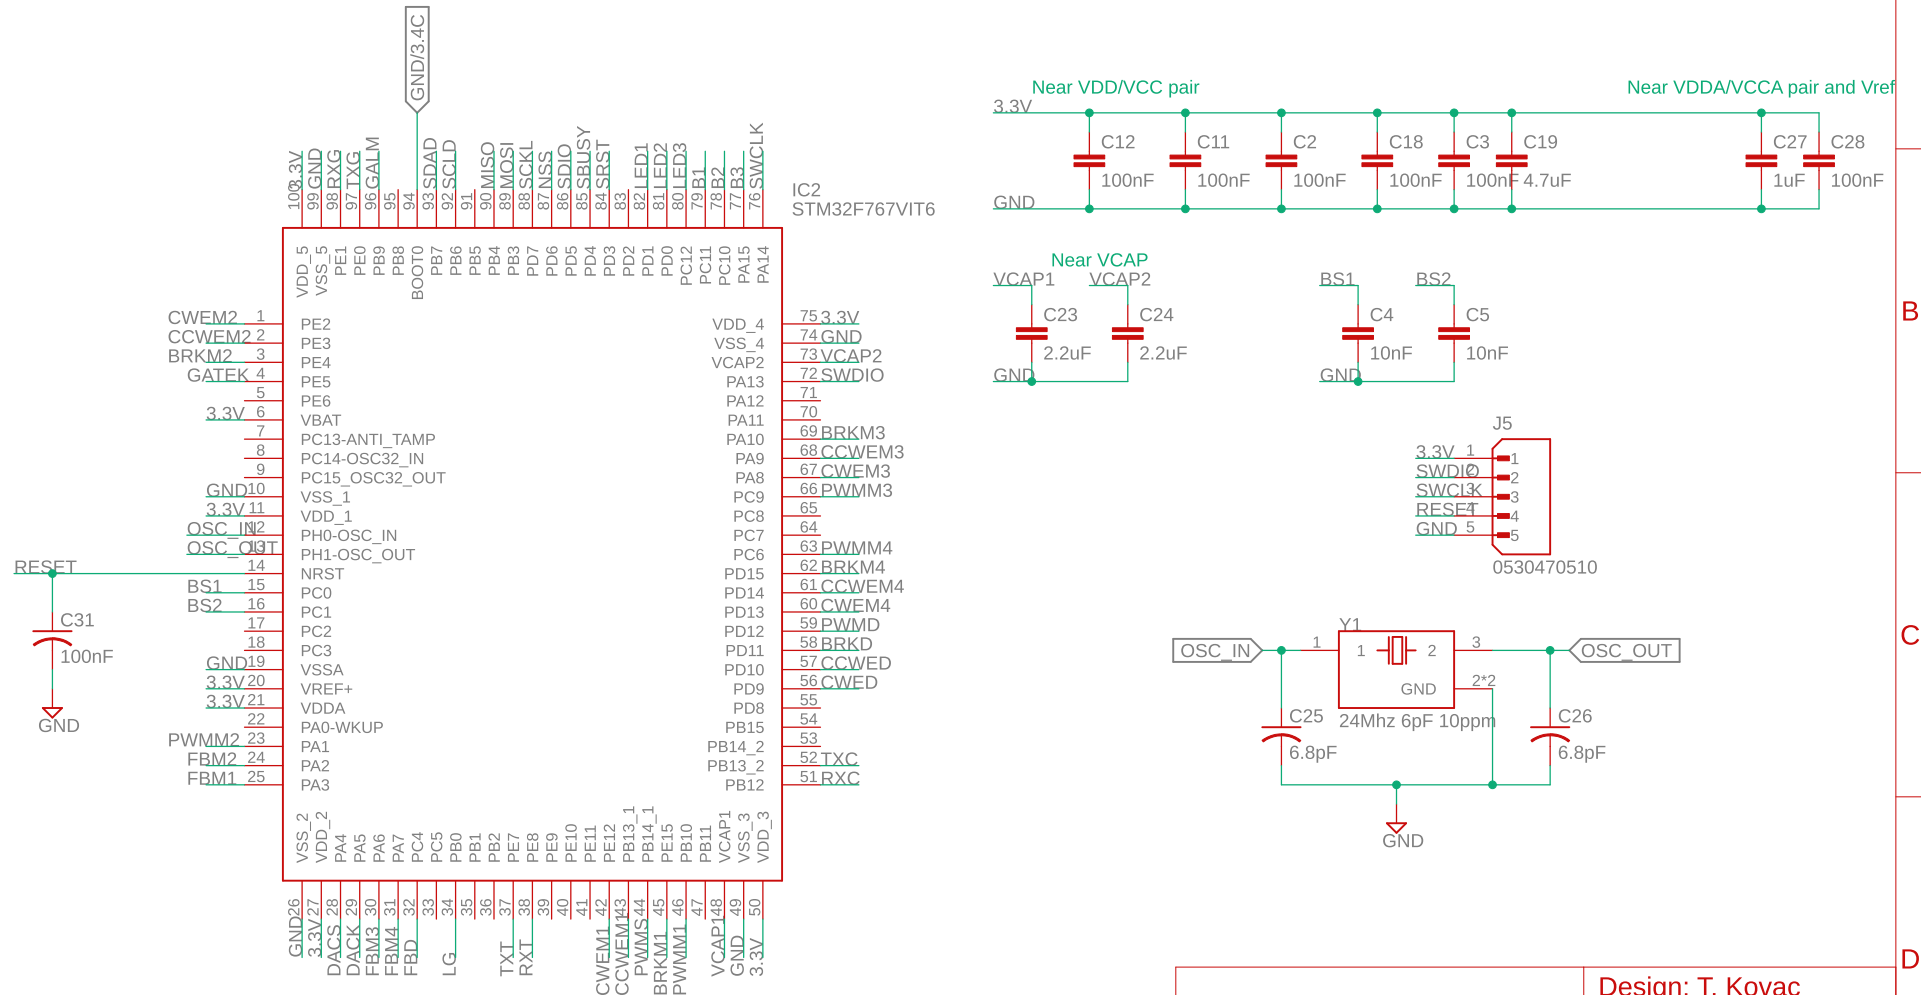 GND/3.4C
3.3V
GND
RXG
TXG
GALM
SDAD
SCLD
MISO
MOSI
SCKL
NSS
SDIO
SBUSY
SRST
LED1
LED2
LED3
B1
B2
B3
SWCLK
100
99
98
97
96
95
94
93
92
91
90
89
88
87
86
85
84
83
82
81
80
79
78
77
76
IC2
STM32F767VIT6
VDD_5
VSS_5
PE1
PE0
PB9
PB8
BOOT0
PB7
PB6
PB5
PB4
PB3
PD7
PD6
PD5
PD4
PD3
PD2
PD1
PD0
PC12
PC11
PC10
PA15
PA14
CWEM2 1 PE2
CCWEM2 2 PE3
BRKM2 3 PE4
GATEK 4 PE5
5 PE6
3.3V 6 VBAT
7 PC13-ANTI_TAMP
8 PC14-OSC32_IN
9 PC15_OSC32_OUT
GND 10 VSS_1
3.3V 11 VDD_1
OSC_IN 12 PH0-OSC_IN
OSC_OUT 13 PH1-OSC_OUT
RESET 14 NRST
BS1 15 PC0
BS2 16 PC1
17 PC2
18 PC3
GND 19 VSSA
3.3V 20 VREF+
3.3V 21 VDDA
22 PA0-WKUP
PWMM2 23 PA1
FBM2 24 PA2
FBM1 25 PA3
C31
100nF
GND
VDD_4 75 3.3V
VSS_4 74 GND
VCAP2 73 VCAP2
PA13 72 SWDIO
PA12 71
PA11 70
PA10 69 BRKM3
PA9 68 CCWEM3
PA8 67 CWEM3
PC9 66 PWMM3
PC8 65
PC7 64
PC6 63 PWMM4
PD15 62 BRKM4
PD14 61 CCWEM4
PD13 60 CWEM4
PD12 59 PWMD
PD11 58 BRKD
PD10 57 CCWED
PD9 56 CWED
PD8 55
PB15 54
PB14_2 53
PB13_2 52 TXC
PB12 51 RXC
VSS_2
VDD_2
PA4
PA5
PA6
PA7
PC4
PC5
PB0
PB1
PB2
PE7
PE8
PE9
PE10
PE11
PE12
PB13_1
PB14_1
PE15
PB10
PB11
VCAP1
VSS_3
VDD_3
26
27
28
29
30
31
32
33
34
35
36
37
38
39
40
41
42
43
44
45
46
47
48
49
50
GND
3.3V
DACS
DACK
FBM3
FBM4
FBD
LG
TXT
RXT
CWEM1
CCWEM1
PWMS
BRKM1
PWMM1
VCAP1
GND
3.3V
Near VDD/VCC pair
Near VDDA/VCCA pair and Vref
3.3V
C12 C11 C2 C18 C3 C19 C27 C28
100nF 100nF 100nF 100nF 100nF 4.7uF 1uF 100nF
GND
Near VCAP
VCAP1 VCAP2 BS1 BS2
C23 C24 C4 C5
2.2uF 2.2uF 10nF 10nF
GND GND
J5
3.3V 1 1
SWDIO 2 2
SWCLK 3 3
RESET 4 4
GND 5 5
0530470510
Y1
OSC_IN 1 1 2 3 OSC_OUT
GND 2*2
C25 24Mhz 6pF 10ppm C26
6.8pF 6.8pF
GND
B
C
D
Design: T. Kovac